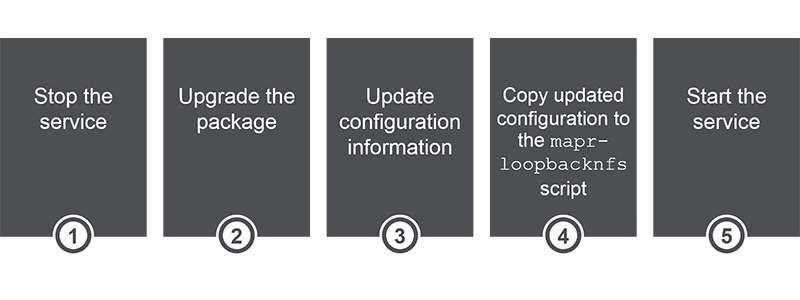 Stop the
service
1
Upgrade the
package
2
Update
configuration
information
3
Copy updated
configuration to
the mapr-
loopbacknfs
script
4
Start the
service
5